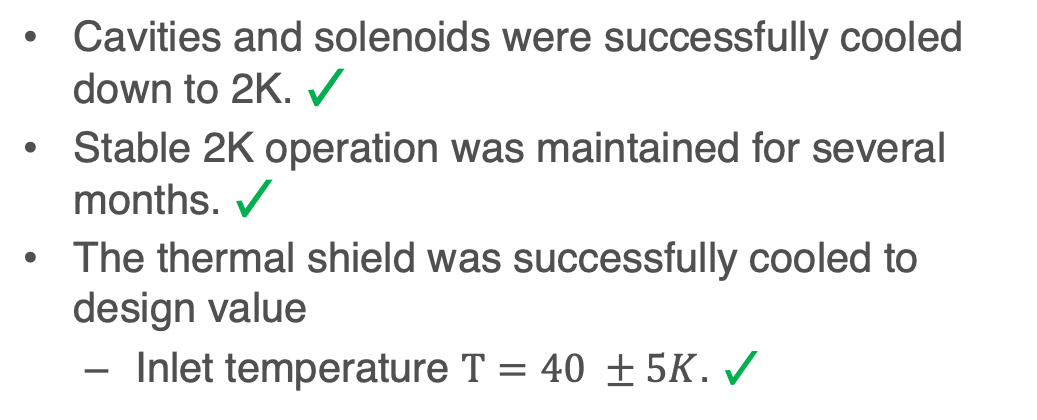 • Cavities and solenoids were successfully cooled
down to 2K. ✓
• Stable 2K operation was maintained for several
months. ✓
• The thermal shield was successfully cooled to
design value
– Inlet temperature T = 40 ± 5K. ✓